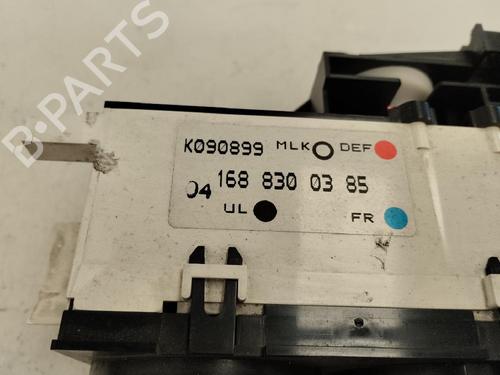 B-PARTS
K090899 MLK DEF
04 168 830 03 85
UL FR